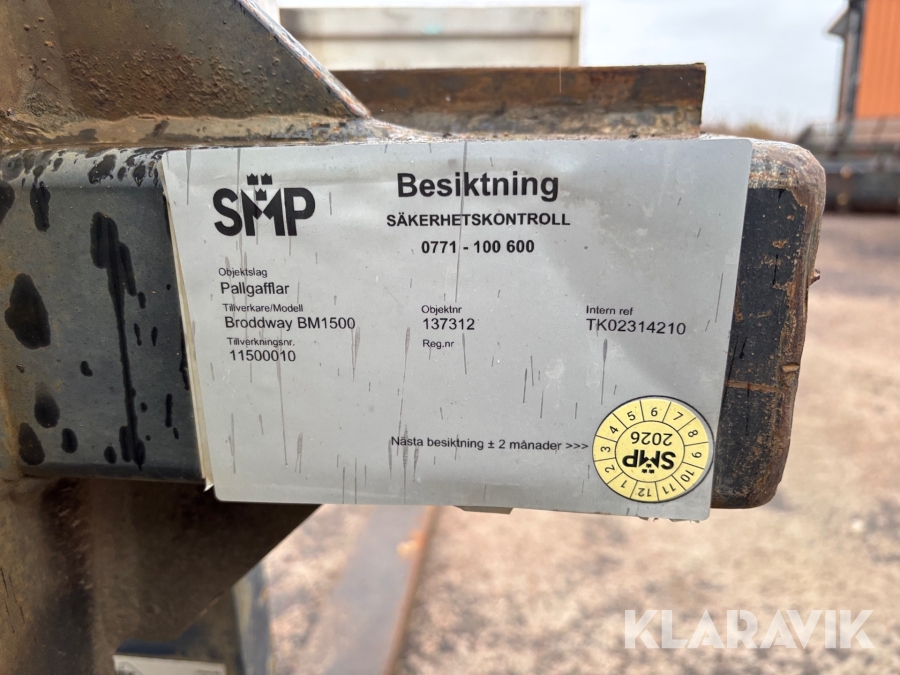 SMP
Besiktning
SÄKERHETSKONTROLL
0771 - 100 600
Objektslag
Pallgafflar
Tillverkare/Modell
Broddway BM1500
Objektnr
137312
Intern ref
TK02314210
Tillverkningsnr.
11500010
Reg.nr
Nästa besiktning ± 2 månader >>>
1 2 3 4 5 6 7 8 9 10 11 12
2026
SMP
KLARAVIK